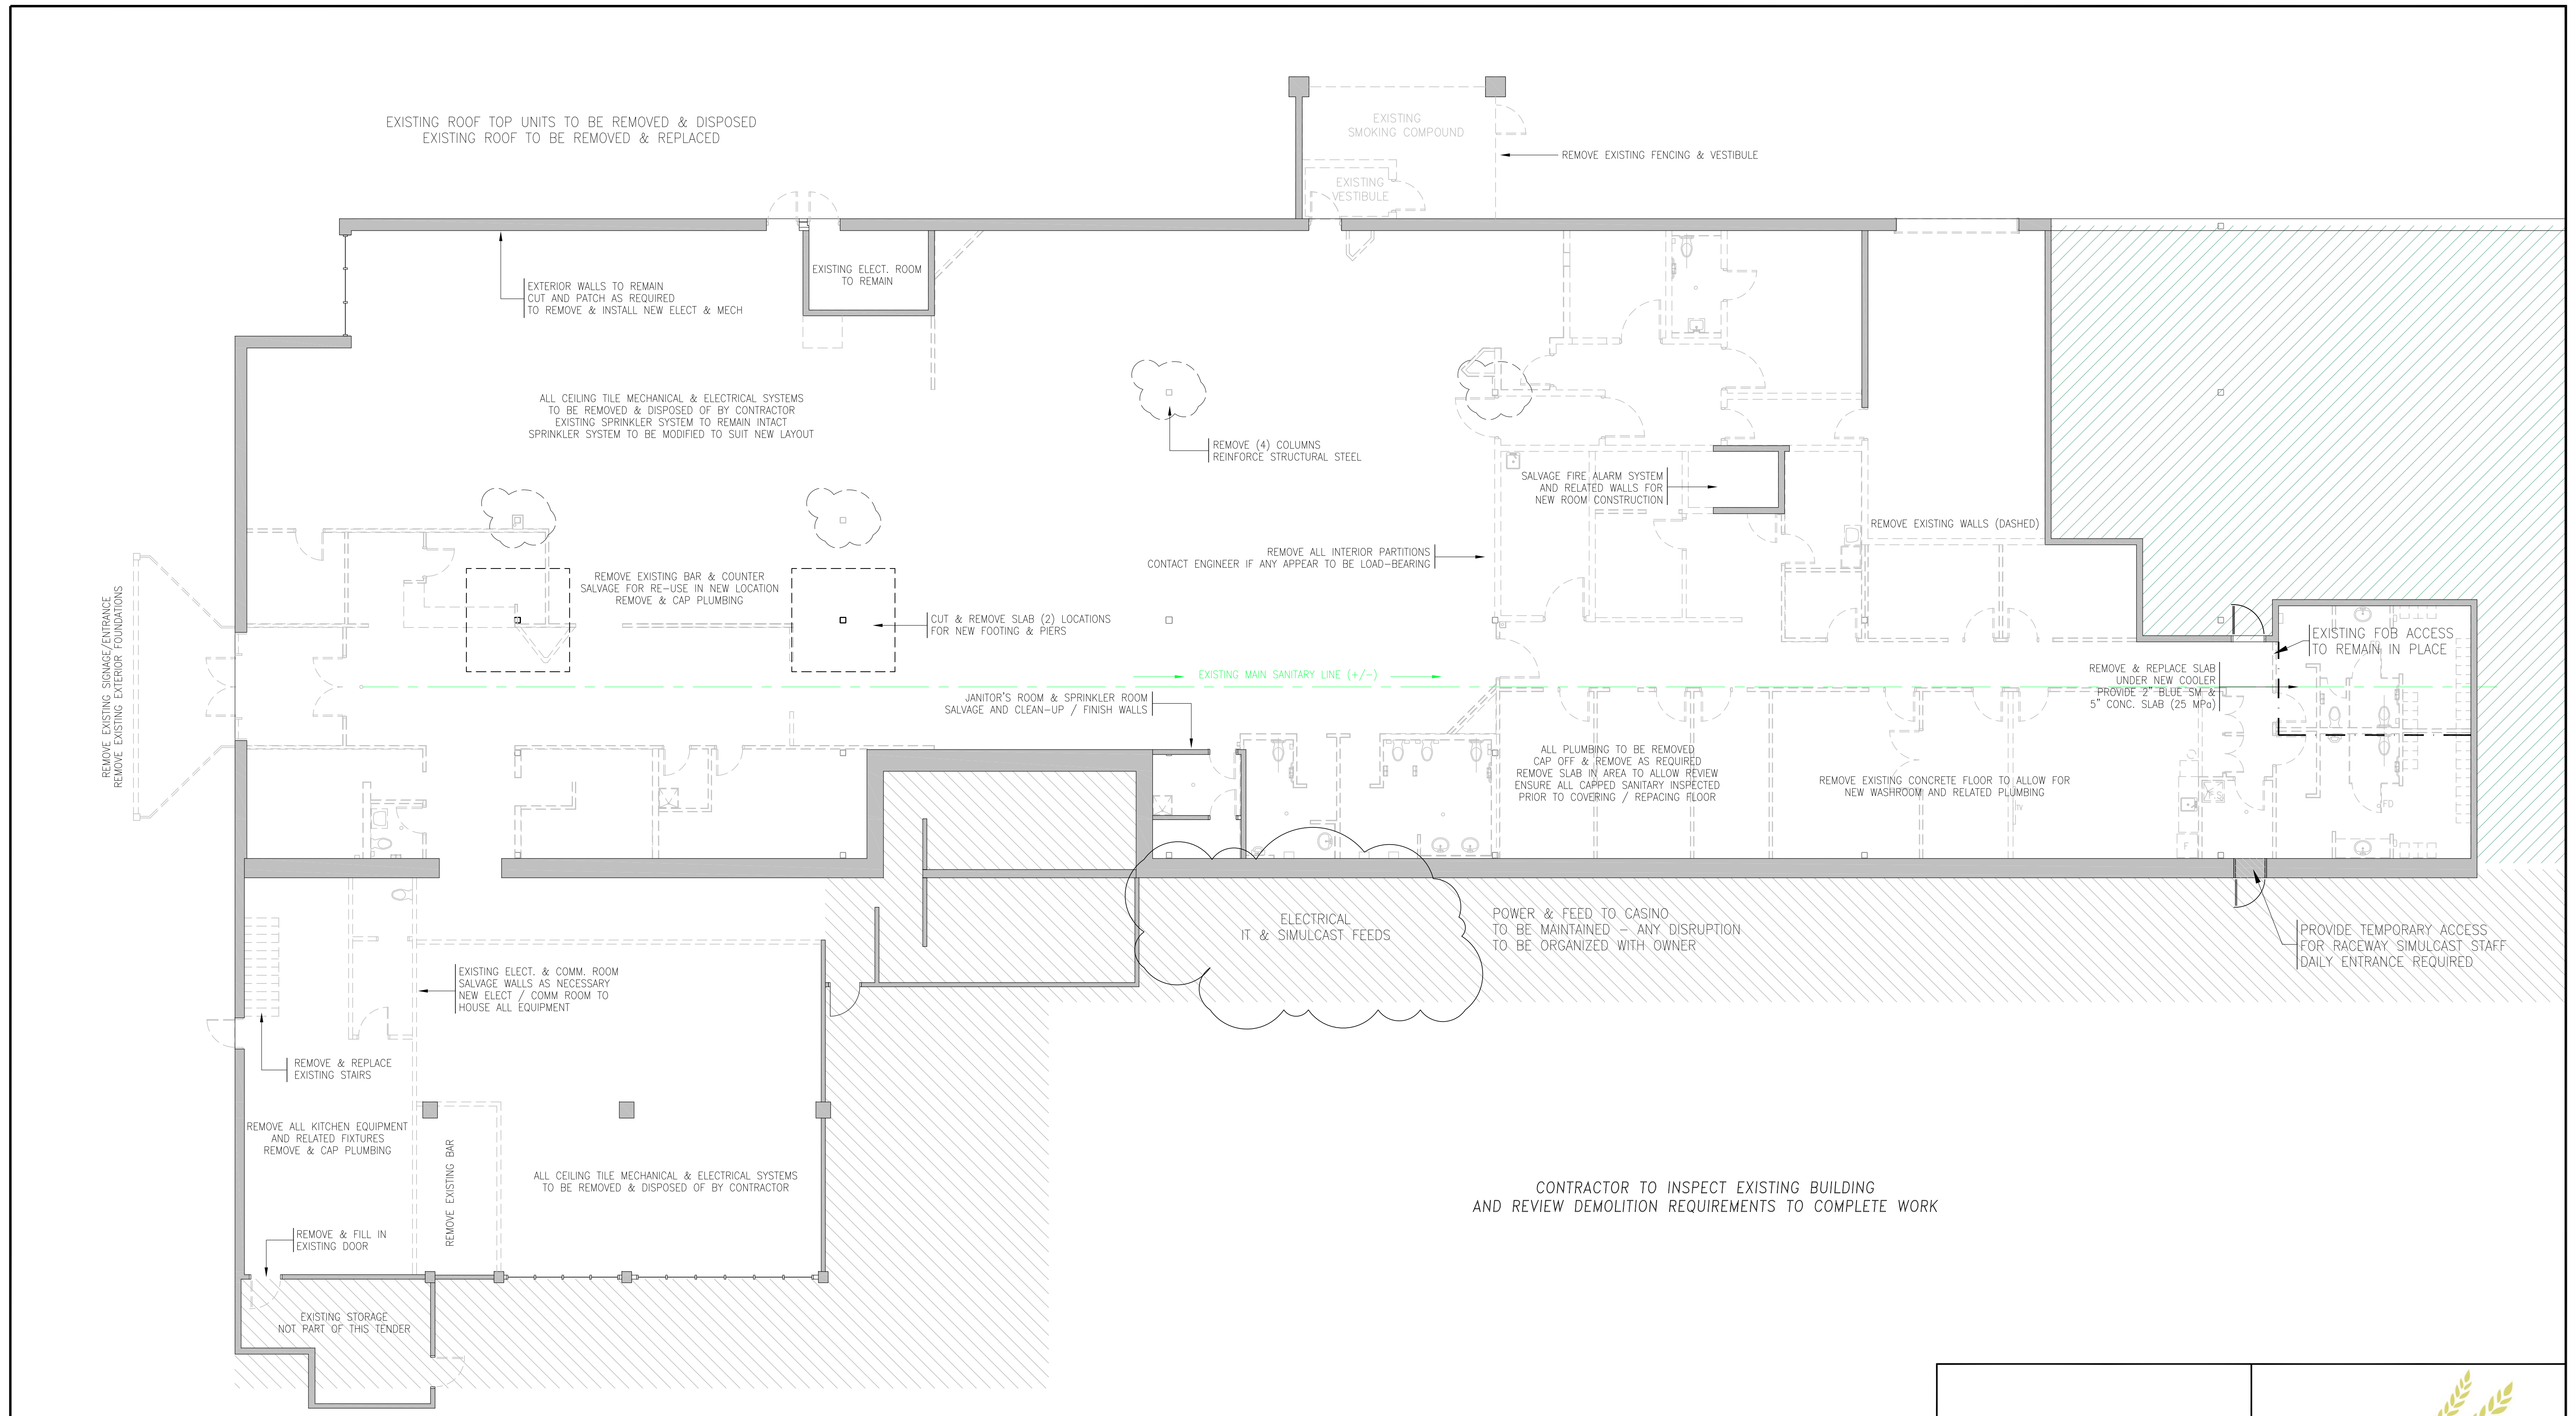 EXISTING ROOF TOP UNITS TO BE REMOVED & DISPOSED
EXISTING ROOF TO BE REMOVED & REPLACED
EXISTING
SMOKING COMPOUND
REMOVE EXISTING FENCING & VESTIBULE
EXISTING
VESTIBULE
EXISTING ELECT. ROOM
TO REMAIN
EXTERIOR WALLS TO REMAIN
CUT AND PATCH AS REQUIRED
TO REMOVE & INSTALL NEW ELECT & MECH
ALL CEILING TILE MECHANICAL & ELECTRICAL SYSTEMS
TO BE REMOVED & DISPOSED OF BY CONTRACTOR
EXISTING SPRINKLER SYSTEM TO REMAIN INTACT
SPRINKLER SYSTEM TO BE MODIFIED TO SUIT NEW LAYOUT
REMOVE (4) COLUMNS
REINFORCE STRUCTURAL STEEL
SALVAGE FIRE ALARM SYSTEM
AND RELATED WALLS FOR
NEW ROOM CONSTRUCTION
REMOVE EXISTING WALLS (DASHED)
REMOVE ALL INTERIOR PARTITIONS
CONTACT ENGINEER IF ANY APPEAR TO BE LOAD-BEARING
REMOVE EXISTING SIGNAGE/ENTRANCE
REMOVE EXISTING EXTERIOR FOUNDATIONS
REMOVE EXISTING BAR & COUNTER
SALVAGE FOR RE-USE IN NEW LOCATION
REMOVE & CAP PLUMBING
CUT & REMOVE SLAB (2) LOCATIONS
FOR NEW FOOTING & PIERS
EXISTING FOB ACCESS
TO REMAIN IN PLACE
EXISTING MAIN SANITARY LINE (+/-)
REMOVE & REPLACE SLAB
UNDER NEW COOLER
PROVIDE 2" BLUE SM &
5" CONC. SLAB (25 MPa)
JANITOR'S ROOM & SPRINKLER ROOM
SALVAGE AND CLEAN-UP / FINISH WALLS
ALL PLUMBING TO BE REMOVED
CAP OFF & REMOVE AS REQUIRED
REMOVE SLAB IN AREA TO ALLOW REVIEW
ENSURE ALL CAPPED SANITARY INSPECTED
PRIOR TO COVERING / REPACING FLOOR
REMOVE EXISTING CONCRETE FLOOR TO ALLOW FOR
NEW WASHROOM AND RELATED PLUMBING
TV
FD
F
ELECTRICAL
IT & SIMULCAST FEEDS
POWER & FEED TO CASINO
TO BE MAINTAINED - ANY DISRUPTION
TO BE ORGANIZED WITH OWNER
PROVIDE TEMPORARY ACCESS
FOR RACEWAY SIMULCAST STAFF
DAILY ENTRANCE REQUIRED
EXISTING ELECT. & COMM. ROOM
SALVAGE WALLS AS NECESSARY
NEW ELECT / COMM ROOM TO
HOUSE ALL EQUIPMENT
REMOVE & REPLACE
EXISTING STAIRS
REMOVE ALL KITCHEN EQUIPMENT
AND RELATED FIXTURES
REMOVE & CAP PLUMBING
REMOVE EXISTING BAR
ALL CEILING TILE MECHANICAL & ELECTRICAL SYSTEMS
TO BE REMOVED & DISPOSED OF BY CONTRACTOR
CONTRACTOR TO INSPECT EXISTING BUILDING
AND REVIEW DEMOLITION REQUIREMENTS TO COMPLETE WORK
REMOVE & FILL IN
EXISTING DOOR
EXISTING STORAGE
NOT PART OF THIS TENDER